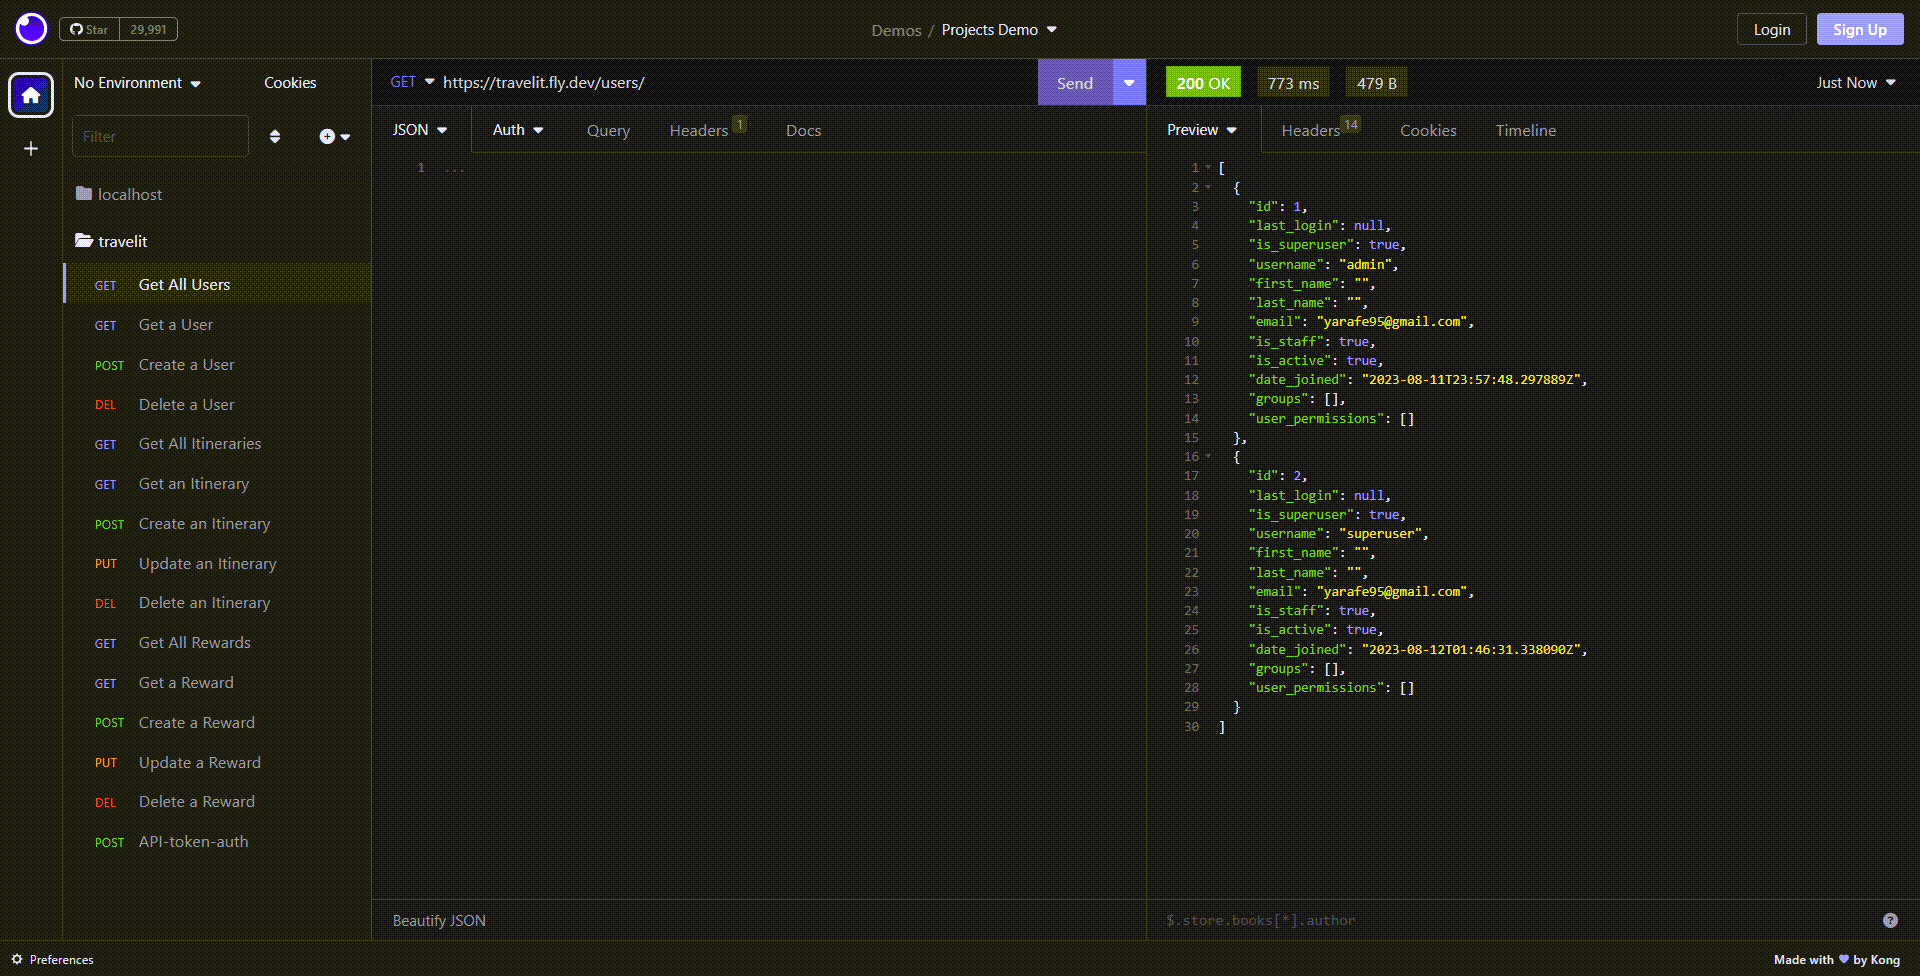 Star 29,991
Demos / Projects Demo
Login
Sign Up
No Environment
Cookies
Filter
localhost
travelit
GET Get All Users
GET Get a User
POST Create a User
DEL Delete a User
GET Get All Itineraries
GET Get an Itinerary
POST Create an Itinerary
PUT Update an Itinerary
DEL Delete an Itinerary
GET Get All Rewards
GET Get a Reward
POST Create a Reward
PUT Update a Reward
DEL Delete a Reward
POST API-token-auth
GET https://travelit.fly.dev/users/ Send
JSON Auth Query Headers 1 Docs
1 ...
Beautify JSON
200 OK 773 ms 479 B Just Now
Preview Headers 14 Cookies Timeline
1 [
2 {
3 "id": 1,
4 "last_login": null,
5 "is_superuser": true,
6 "username": "admin",
7 "first_name": "",
8 "last_name": "",
9 "email": "yarafe95@gmail.com",
10 "is_staff": true,
11 "is_active": true,
12 "date_joined": "2023-08-11T23:57:48.297889Z",
13 "groups": [],
14 "user_permissions": []
15 },
16 {
17 "id": 2,
18 "last_login": null,
19 "is_superuser": true,
20 "username": "superuser",
21 "first_name": "",
22 "last_name": "",
23 "email": "yarafe95@gmail.com",
24 "is_staff": true,
25 "is_active": true,
26 "date_joined": "2023-08-12T01:46:31.338090Z",
27 "groups": [],
28 "user_permissions": []
29 }
30 ]
$.store.books[*].author
?
Preferences
Made with ♥ by Kong